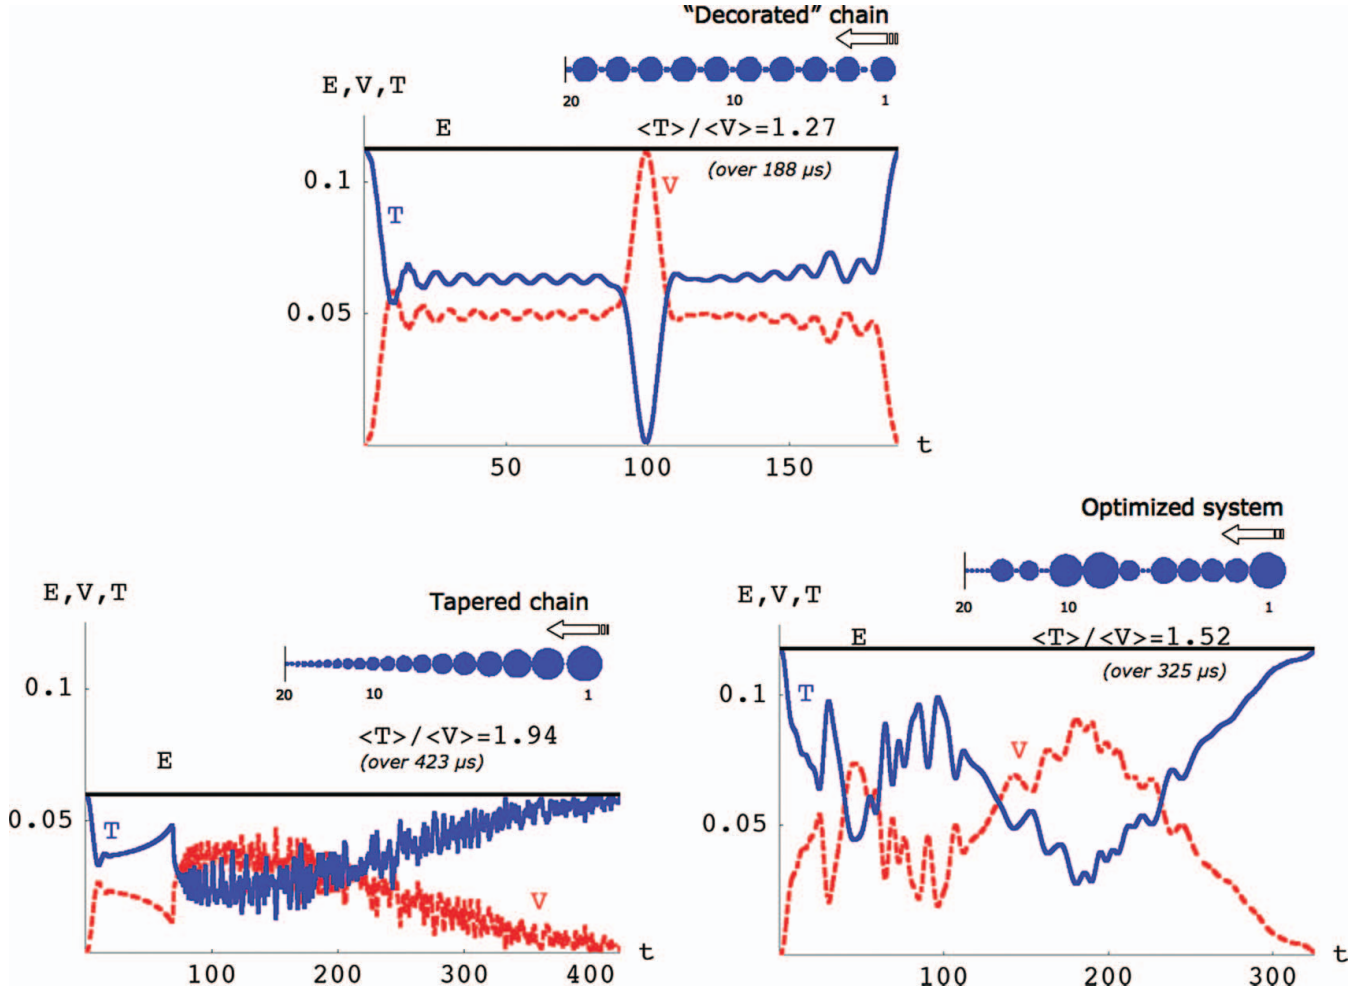 “Decorated” chain
20 10 1
E,V,T
E <T>/<V>=1.27
(over 188 µs)
0.1
V
T
0.05
t
50 100 150
Optimized system
20 10 1
E,V,T
E <T>/<V>=1.52
(over 325 µs)
0.1
T
V
0.05
t
100 200 300
Tapered chain
20 10 1
E,V,T
0.1
<T>/<V>=1.94
(over 423 µs)
E
0.05
T
V
t
100 200 300 400